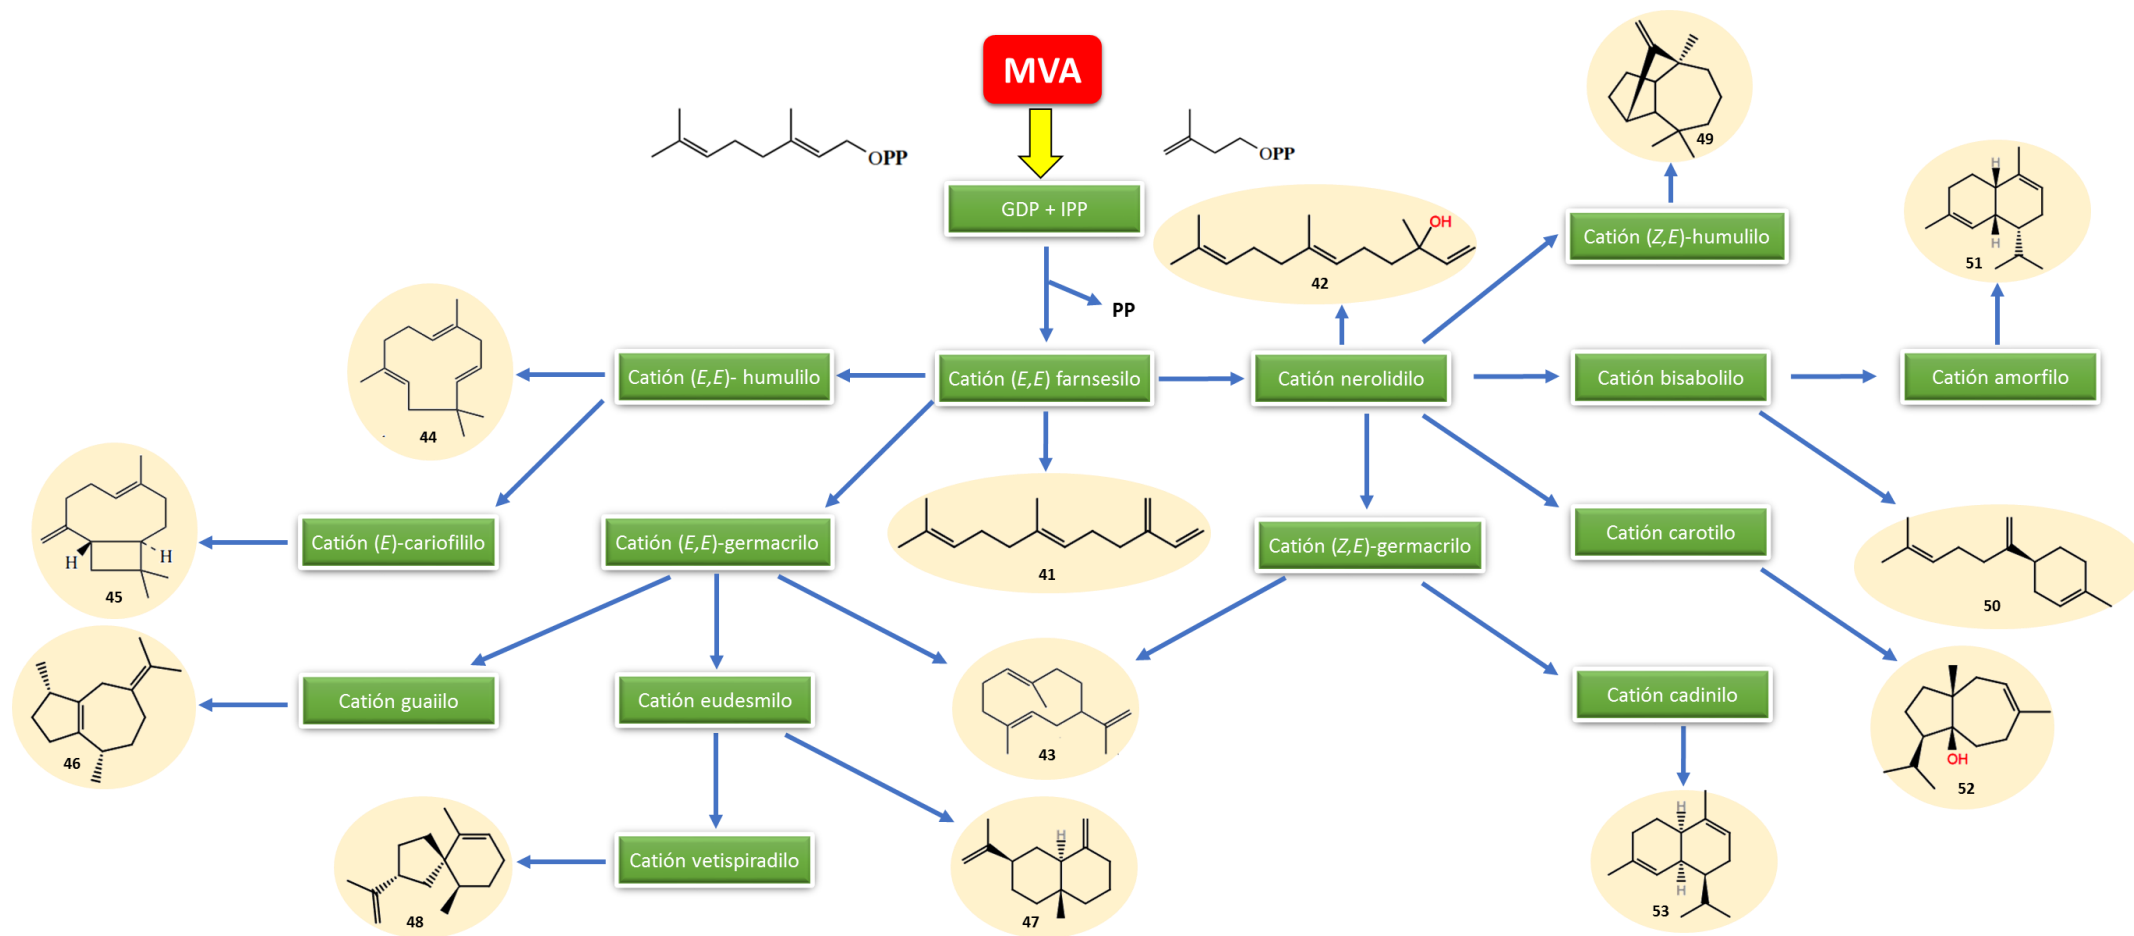 MVA
OPP
OPP
GDP + IPP
PP
OH
42
49
H
H
51
Catión (Z,E)-humulilo
Catión (E,E)- humulilo
Catión (E,E) farnsesilo
Catión nerolidilo
Catión bisabolilo
Catión amorfilo
44
H
H
45
Catión (E)-cariofililo
Catión (E,E)-germacrilo
41
Catión (Z,E)-germacrilo
Catión carotilo
50
46
Catión guaiilo
Catión eudesmilo
43
Catión cadinilo
OH
52
48
Catión vetispiradilo
H
47
H
H
53